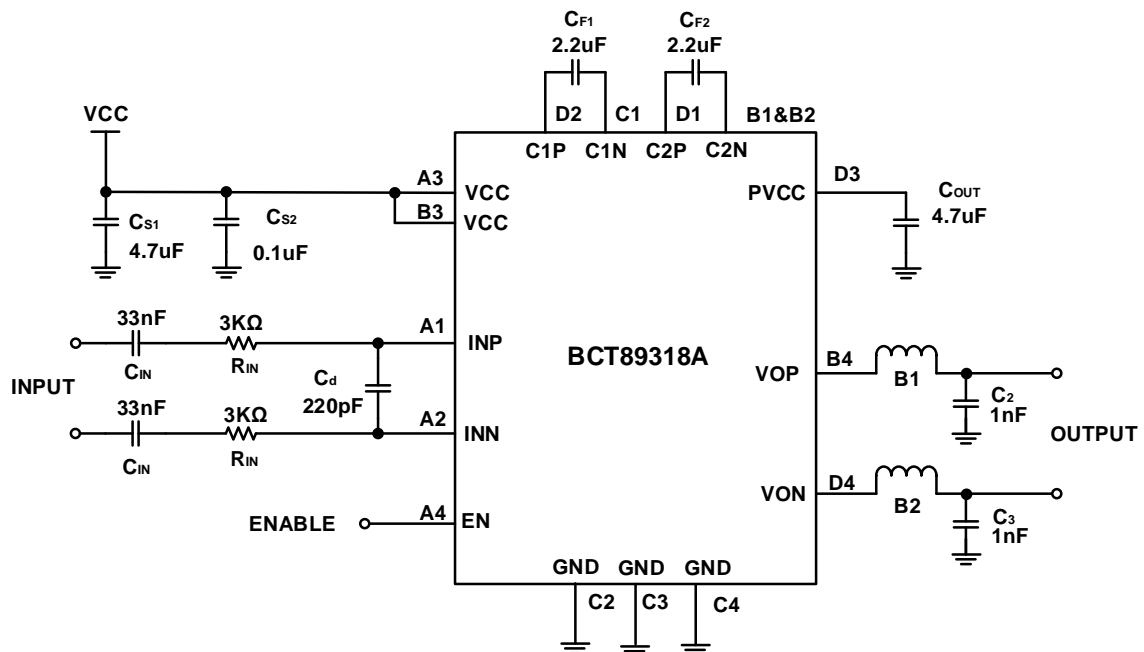 CF1
2.2uF
CF2
2.2uF
VCC
D2
C1
D1
B1&B2
C1P
C1N
C2P
C2N
A3
VCC
B3
VCC
CS1
4.7uF
CS2
0.1uF
PVCC
D3
COUT
4.7uF
33nF
3KΩ
A1
INP
CIN
RIN
INPUT
Cd
220pF
33nF
3KΩ
A2
INN
CIN
RIN
BCT89318A
VOP
B4
B1
C2
1nF
OUTPUT
VON
D4
B2
C3
1nF
ENABLE
A4
EN
GND
GND
GND
C2
C3
C4